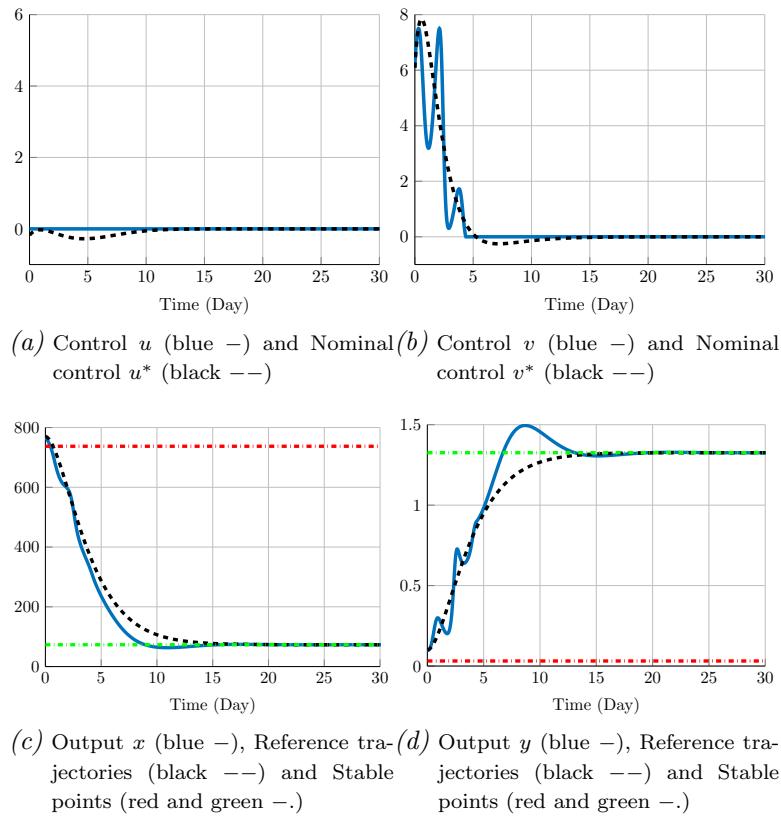 6
4
2
0
0 5 10 15 20 25 30
Time (Day)
8
6
4
2
0
0 5 10 15 20 25 30
Time (Day)
(a) Control u (blue −) and Nominal
control u* (black −−)
(b) Control v (blue −) and Nominal
control v* (black −−)
800
600
400
200
0
0 5 10 15 20 25 30
Time (Day)
1.5
1
0.5
0
0 5 10 15 20 25 30
Time (Day)
(c) Output x (blue −), Reference tra-
jectories (black −−) and Stable
points (red and green −.)
(d) Output y (blue −), Reference tra-
jectories (black −−) and Stable
points (red and green −.)